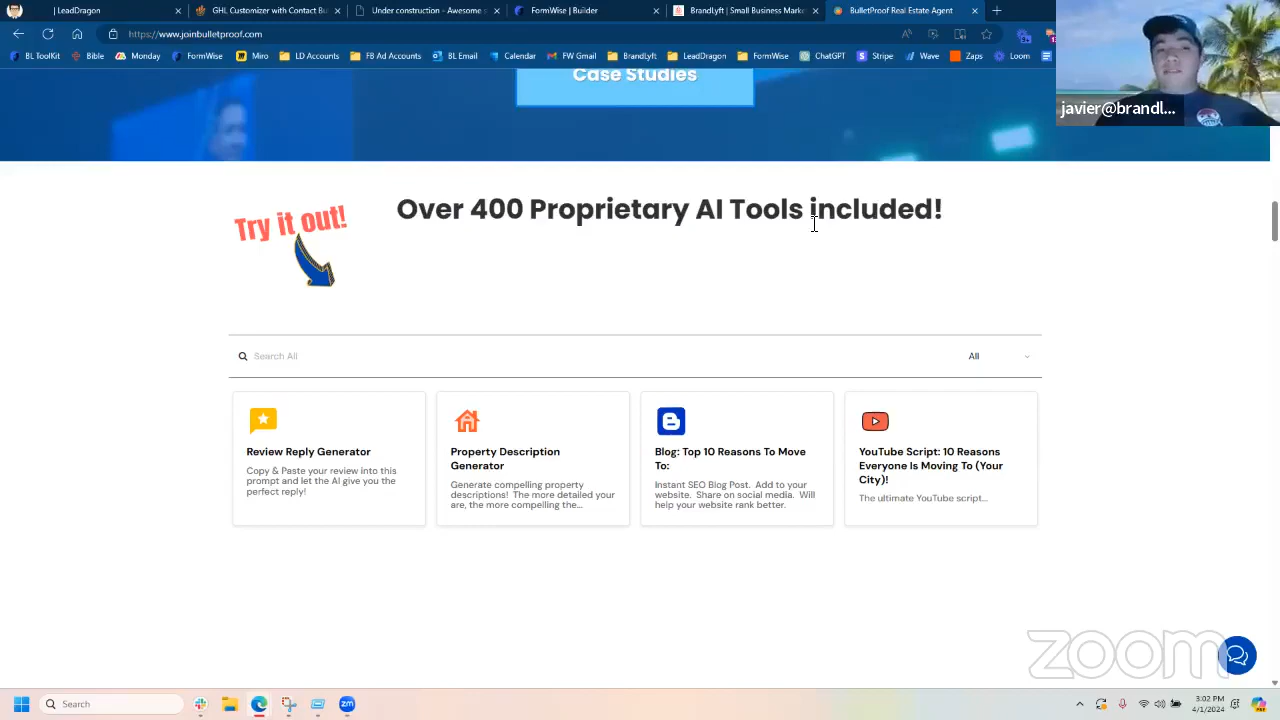 LeadDragon
GHL Customer with Contact Bu
Under construction - Awesome s
FormWise | Builder
BrandLyft | Small Business Marke
BulletProof Real Estate Agent
https://www.joinbulletproof.com
BL ToolKit
Bible
Monday
FormWise
Miro
LD Accounts
FB Ad Accounts
BL Email
Calendar
FW Gmail
BrandLyft
LeadDragon
FormWise
ChatGPT
Stripe
Wave
Zaps
Loom
javier@brandl...
Case Studies
Try it out!
Over 400 Proprietary AI Tools included!
Search All
All
Review Reply Generator
Copy & Paste your review into this
prompt and let the AI give you the
perfect reply!
Property Description
Generator
Generate compelling property
descriptions! The more detailed your
are, the more compelling the...
Blog: Top 10 Reasons To Move
To:
Instant SEO Blog Post. Add to your
website. Share on social media. Will
help your website rank better.
YouTube Script: 10 Reasons
Everyone Is Moving To (Your
City)!
The ultimate YouTube script...
zoom
Search
zm
3:02 PM
4/1/2024